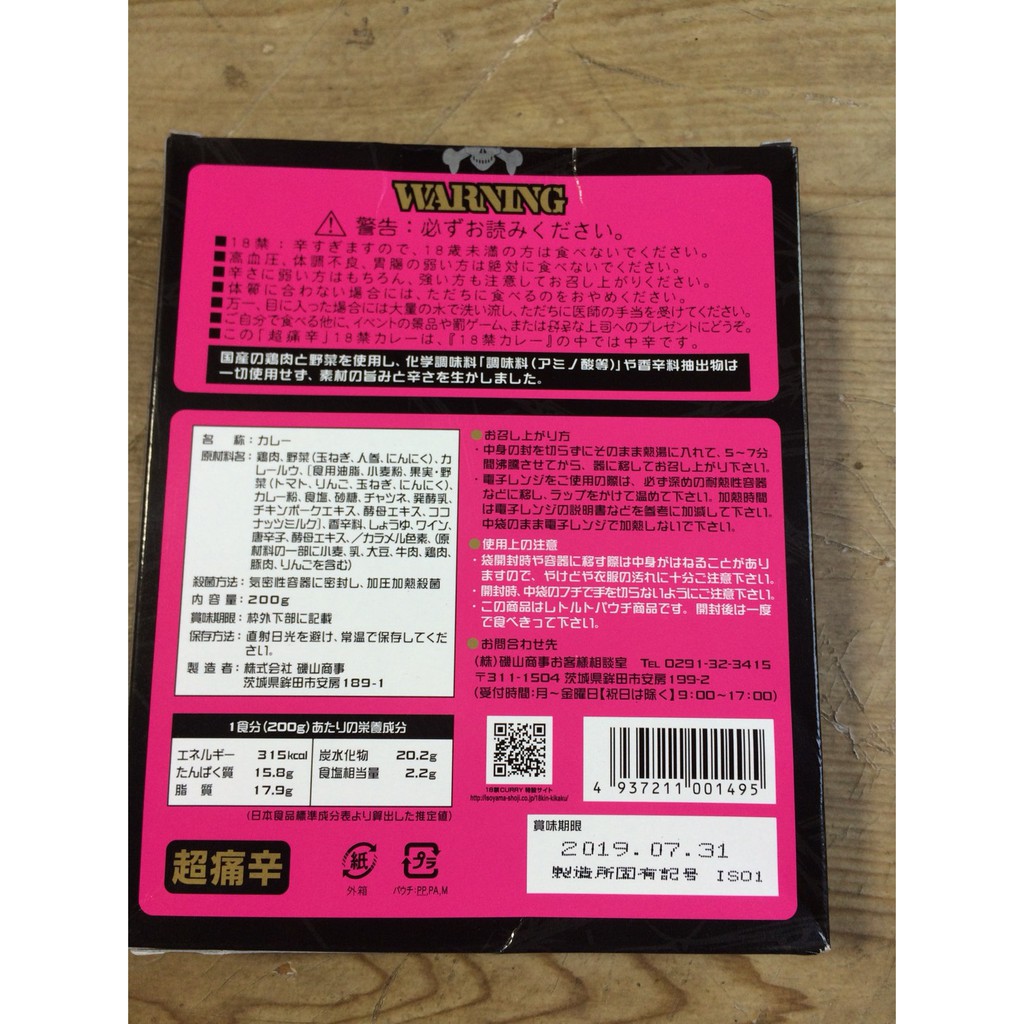 WARNING
警告：必ずお読みください。
■18禁：辛すぎますので、18歳未満の方は食べないでください。
■高血圧、体調不良、胃腸の弱い方は絶対に食べないでください。
■辛さに弱い方はもちろん、強い方も注意してお召し上がりください。
■体質に合わない場合には、ただちに食べるのをおやめください。
■万一、目に入った場合には大量の水で洗い流し、ただちに医師の手当を受けてください。
■ご自分で食べる他に、イベントの景品や罰ゲーム、または嫌な上司へのプレゼントにどうぞ。
■この「超痛辛」18禁カレーは、『18禁カレー』の中では中辛です。
国産の鶏肉と野菜を使用し、化学調味料「調味料(アミノ酸等)」や香辛料抽出物は
一切使用せず、素材の旨みと辛さを生かしました。
名　称：カレー
原材料名：鶏肉、野菜(玉ねぎ、人参、にんにく)、カ
レールウ、〔食用油脂、小麦粉、果実・野
菜(トマト、りんご、玉ねぎ、にんにく)、
カレー粉、食塩、砂糖、チャツネ、発酵乳、
チキンポークエキス、酵母エキス、ココ
ナッツミルク〕、香辛料、しょうゆ、ワイン、
唐辛子、酵母エキス、／カラメル色素、(原
材料の一部に小麦、乳、大豆、牛肉、鶏肉、
豚肉、りんごを含む)
殺菌方法：気密性容器に密封し、加圧加熱殺菌
内容量：200g
賞味期限：枠外下部に記載
保存方法：直射日光を避け、常温で保存してくだ
さい。
製造者：株式会社 磯山商事
茨城県鉾田市安房189-1
●お召し上がり方
・中身の封を切らずにそのまま熱湯に入れて、5～7分
間沸騰させてから、器に移してお召し上がり下さい。
・電子レンジをご使用の際は、必ず深めの耐熱性容器
などに移し、ラップをかけて温めて下さい。加熱時間
は電子レンジの説明書などを参考に加減して下さい。
中袋のまま電子レンジで加熱しないで下さい。
●使用上の注意
・袋開封時や容器に移す際は中身がはねることがあり
ますので、やけどや衣服の汚れに十分ご注意下さい。
・開封時、中袋のフチで手を切らないようにご注意下さい。
・この商品はレトルトパウチ商品です。開封後は一度
で食べきって下さい。
●お問合わせ先
(株)磯山商事お客様相談室　TEL 0291-32-3415
〒311-1504 茨城県鉾田市安房199-2
(受付時間：月～金曜日【祝日は除く】9：00～17：00)
1食分(200g)あたりの栄養成分
エネルギー 315kcal 炭水化物 20.2g
たんぱく質 15.8g 食塩相当量 2.2g
脂　質 17.9g
(日本食品標準成分表より算出した推定値)
18禁CURRY 特設サイト
http://isoyama-shoji.co.jp/18kin-kikaku/
4 937211 001495
賞味期限
2019.07.31
製造所固有記号 ISO1
超痛辛
紙
外箱
プラ
パウチ：PP,PA,M